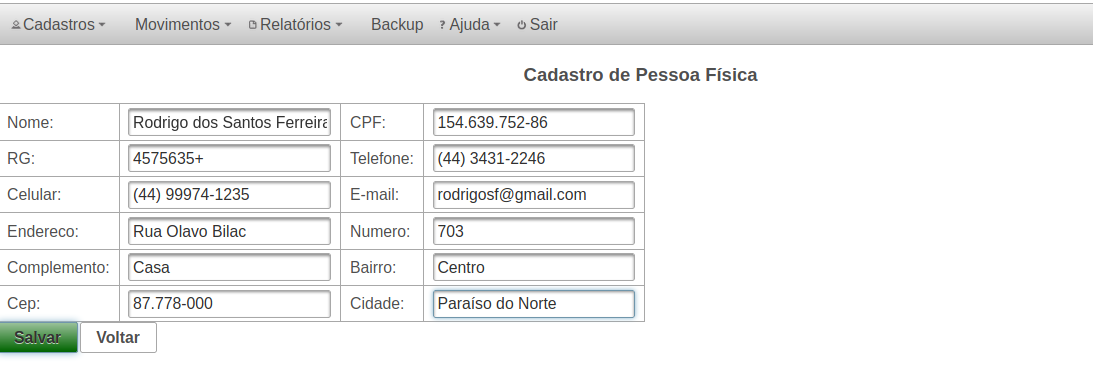 Cadastros Movimentos Relatórios Backup ? Ajuda Sair
Cadastro de Pessoa Física
Nome: Rodrigo dos Santos Ferreira CPF: 154.639.752-86
RG: 4575635+ Telefone: (44) 3431-2246
Celular: (44) 99974-1235 E-mail: rodrigosf@gmail.com
Endereco: Rua Olavo Bilac Numero: 703
Complemento: Casa Bairro: Centro
Cep: 87.778-000 Cidade: Paraíso do Norte
Salvar Voltar